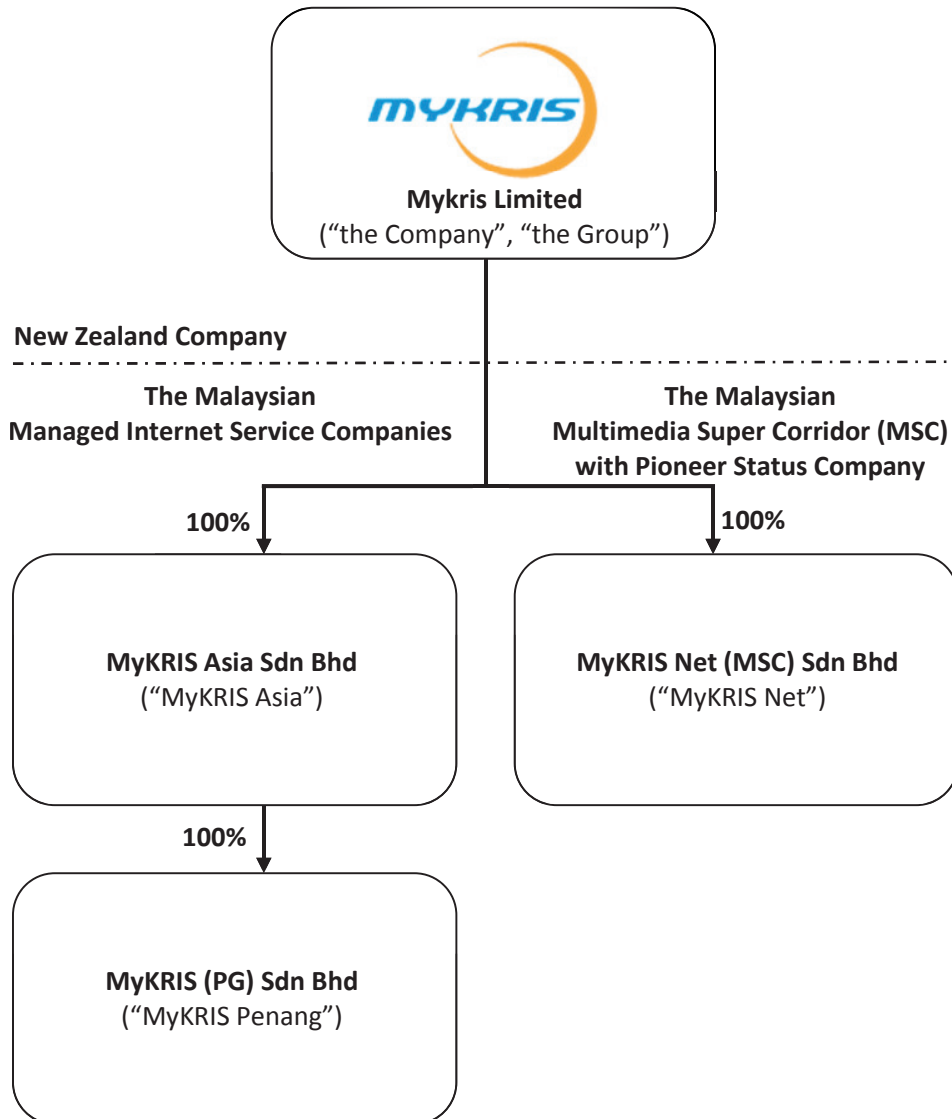 MYKRIS
Mykris Limited
(“the Company”, “the Group”)
New Zealand Company
The Malaysian
Managed Internet Service Companies
The Malaysian
Multimedia Super Corridor (MSC)
with Pioneer Status Company
100%
100%
MyKRIS Asia Sdn Bhd
(“MyKRIS Asia”)
MyKRIS Net (MSC) Sdn Bhd
(“MyKRIS Net”)
100%
MyKRIS (PG) Sdn Bhd
(“MyKRIS Penang”)